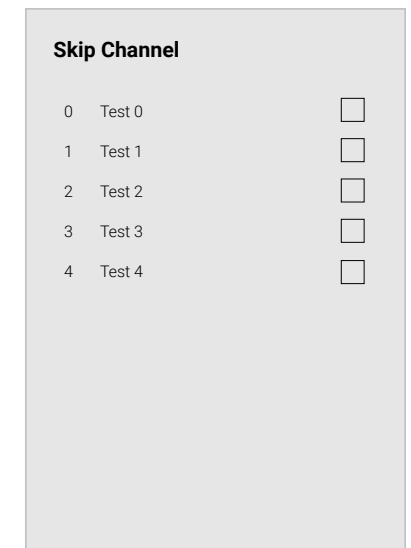 Skip Channel
0 Test 0
1 Test 1
2 Test 2
3 Test 3
4 Test 4